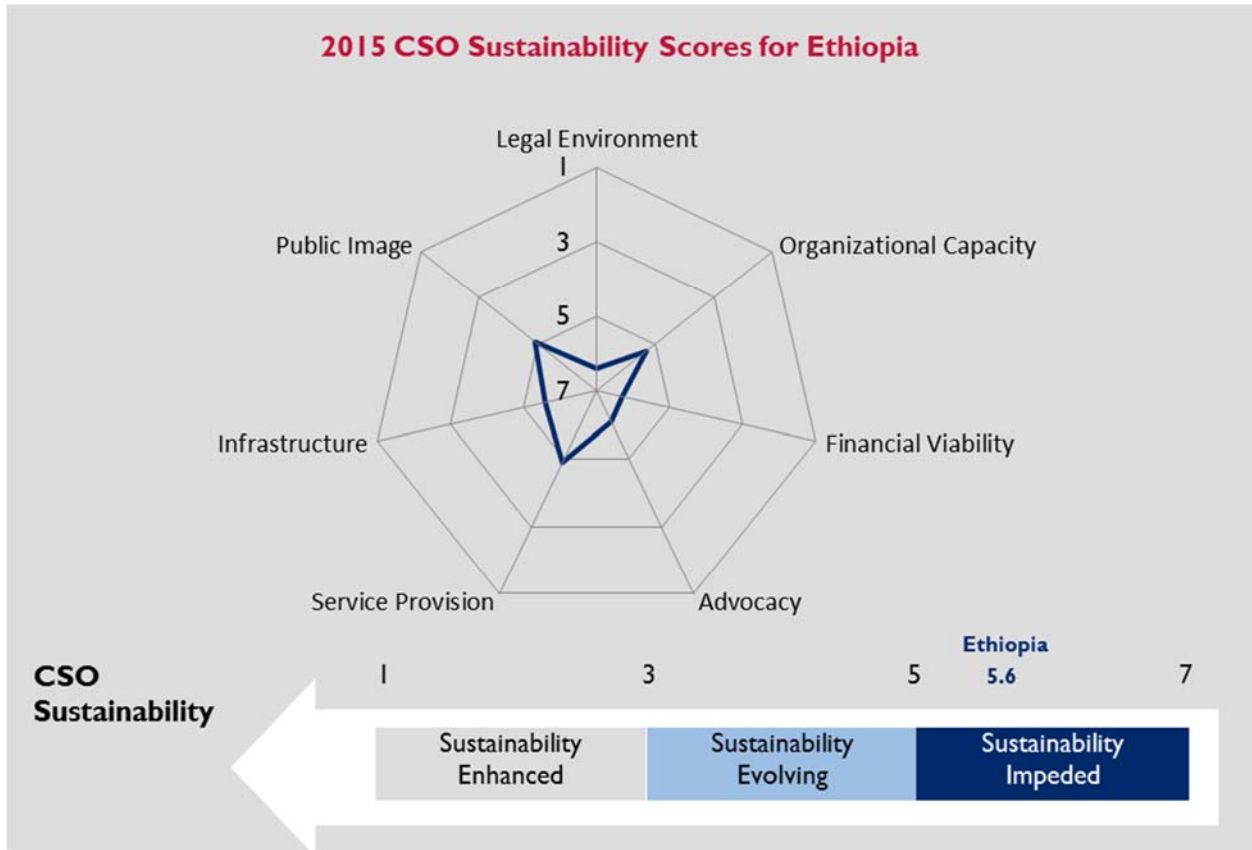 2015 CSO Sustainability Scores for Ethiopia
Legal Environment
1
Public Image
3
Organizational Capacity
5
7
Infrastructure
Financial Viability
Service Provision
Advocacy
CSO
Sustainability
1
3
5
Ethiopia
5.6
7
Sustainability
Enhanced
Sustainability
Evolving
Sustainability
Impeded